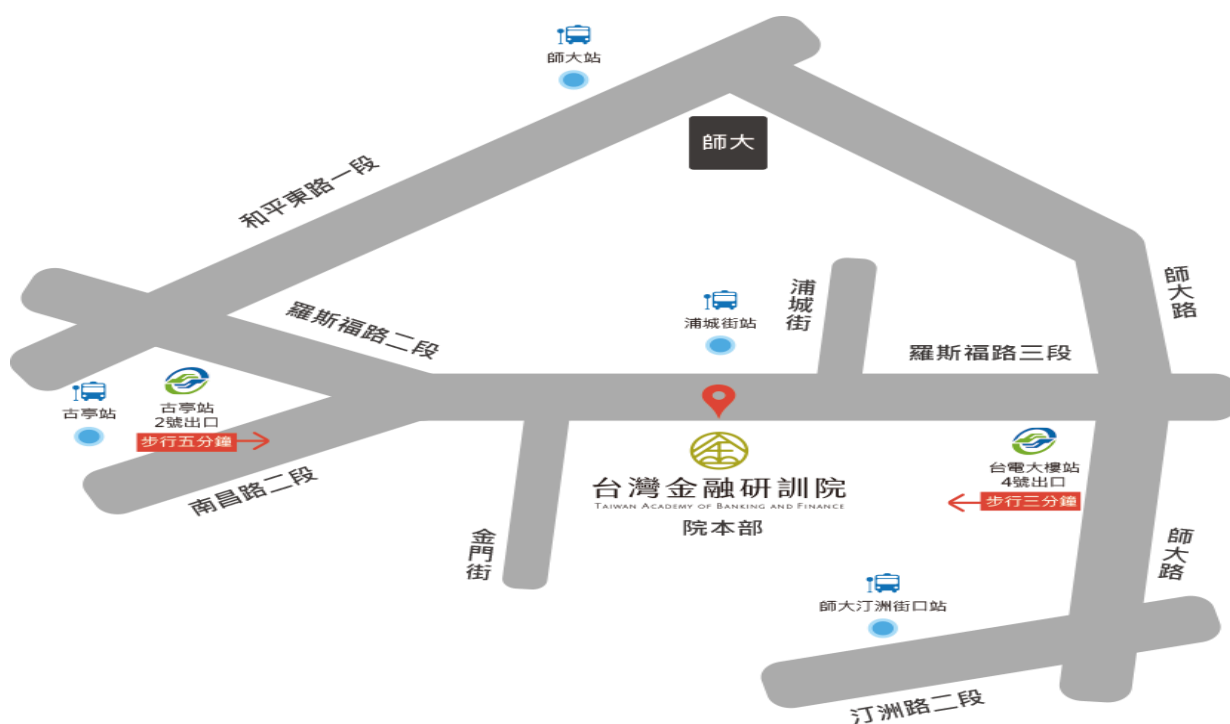 師大站
師大
和平東路一段
師大路
浦城街
羅斯福路二段
浦城街站
羅斯福路三段
古亭站
古亭站
2號出口
步行五分鐘
南昌路二段
金門街
台灣金融研訓院
TAIWAN ACADEMY OF BANKING AND FINANCE
院本部
台電大樓站
4號出口
步行三分鐘
師大路
師大汀洲街口站
汀洲路二段